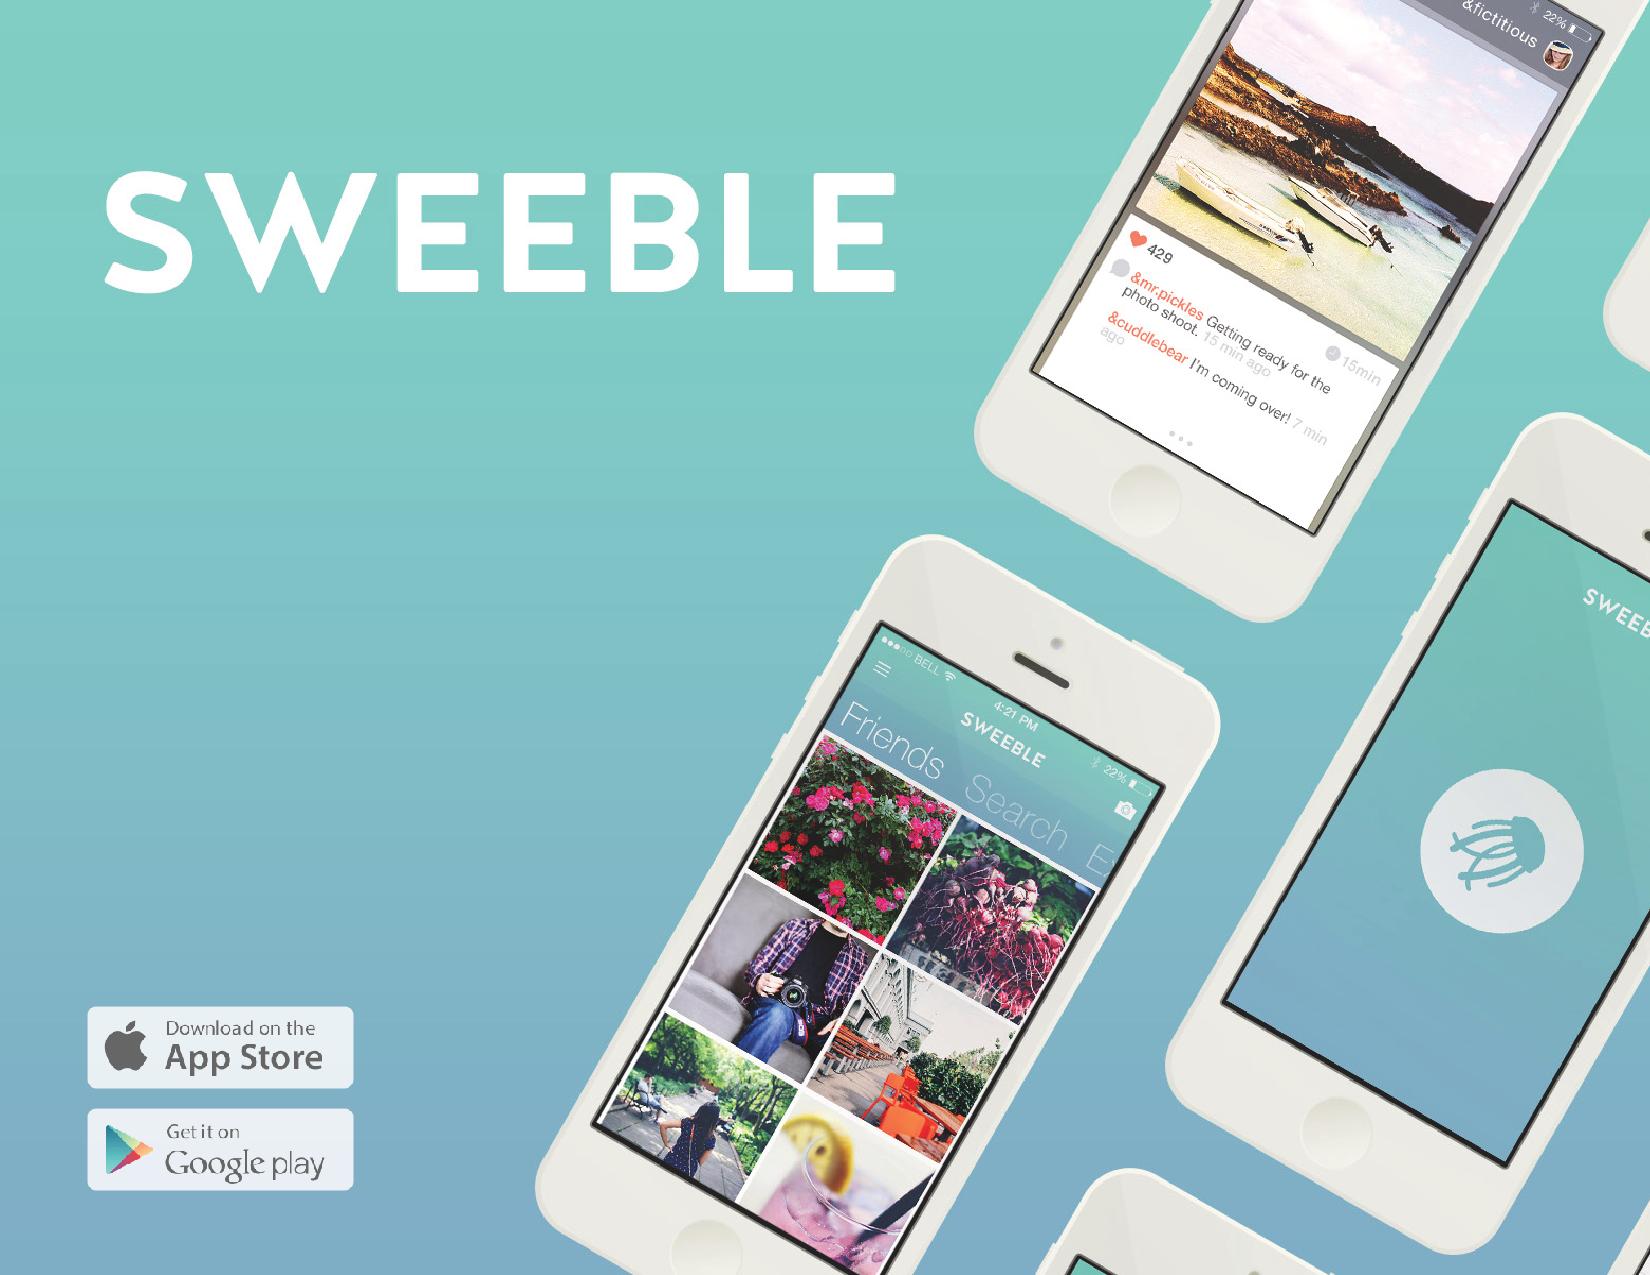 SWEEBLE
22%
&fictitious
429
15min
&mr.pickles Getting ready for the
photo shoot. 15 min ago
&cuddlebear I'm coming over! 7 min
ago
BELL
4:21 PM
22%
SWEEBLE
Friends Search
SWEEB
Download on the
App Store
Get it on
Google play